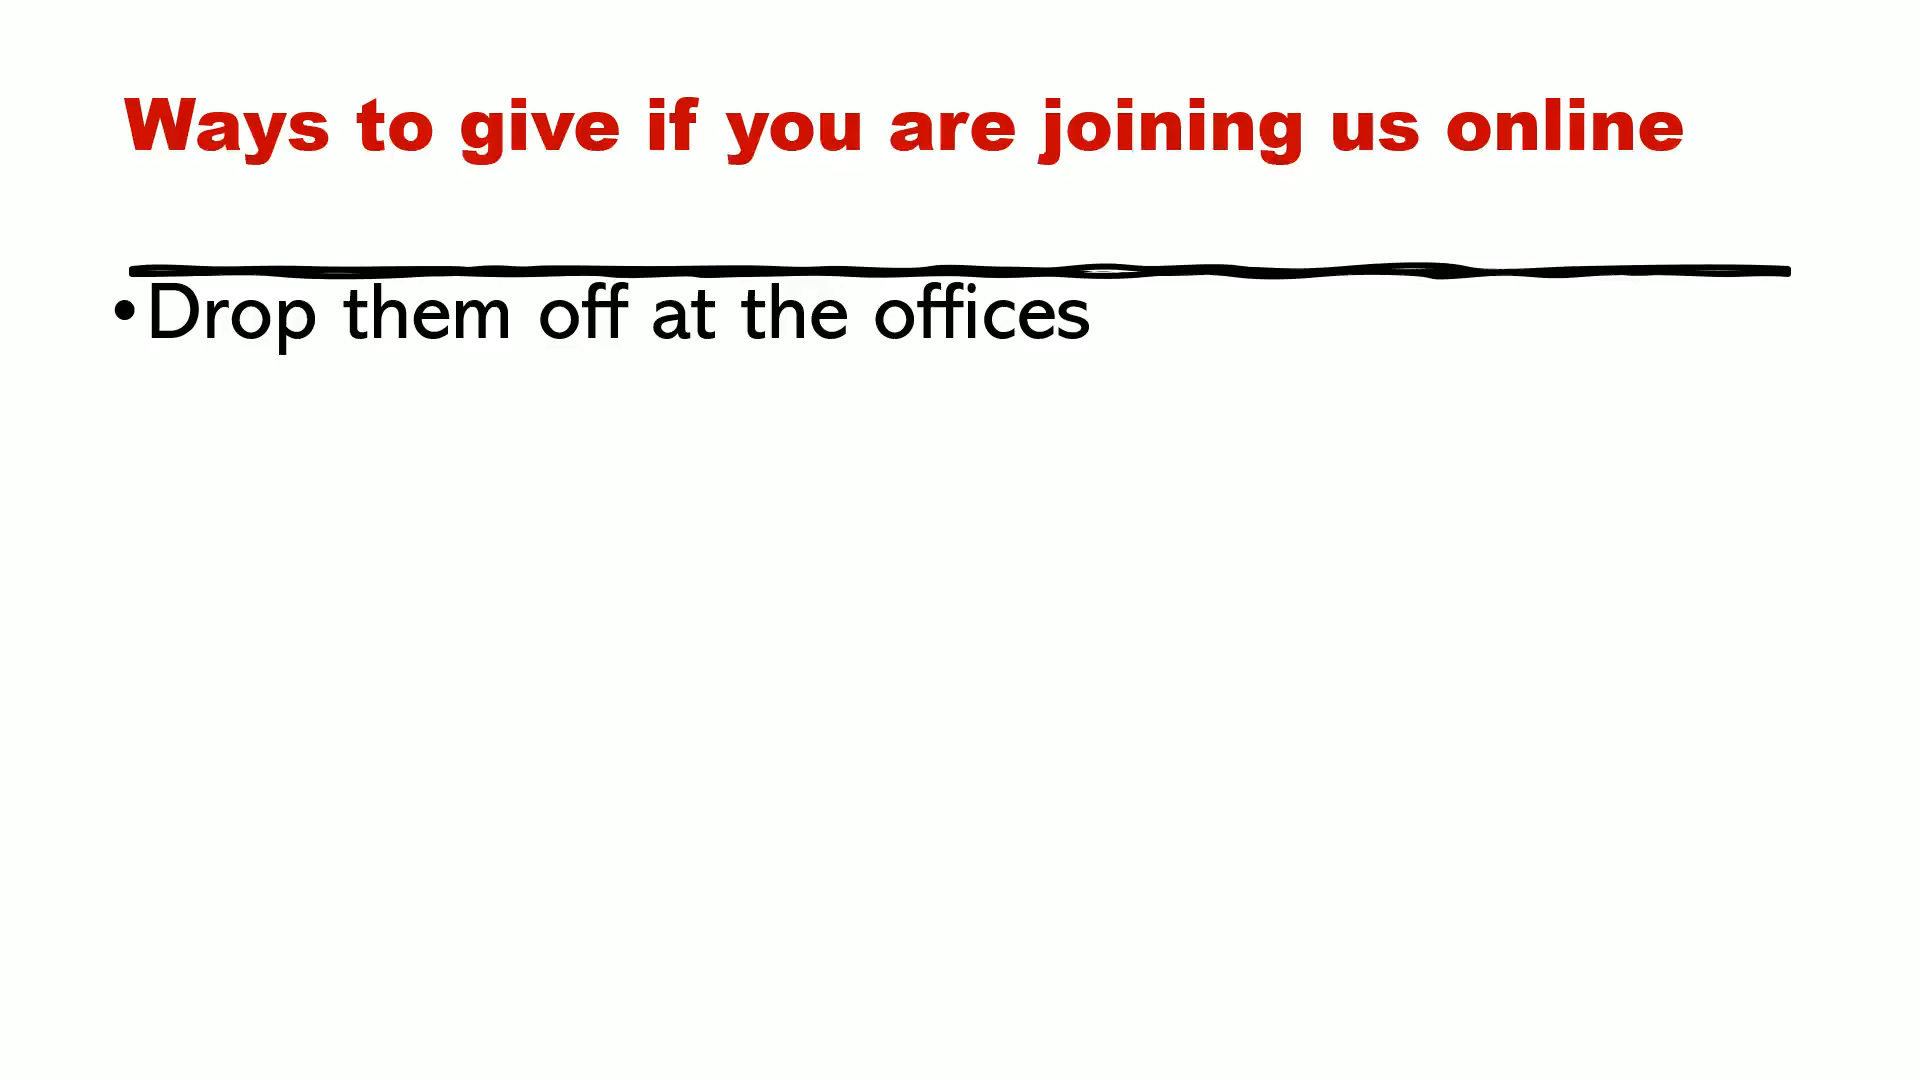 Ways to give if you are joining us online
•Drop them off at the offices